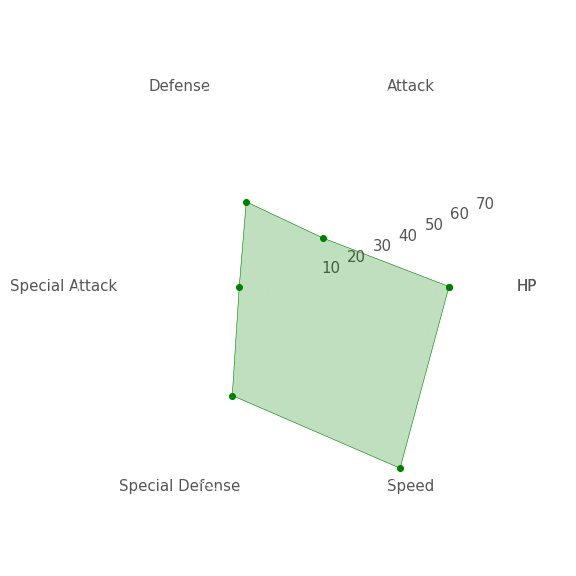 Defense
Attack
70
60
50
40
30
20
10
Special Attack
HP
Special Defense
Speed